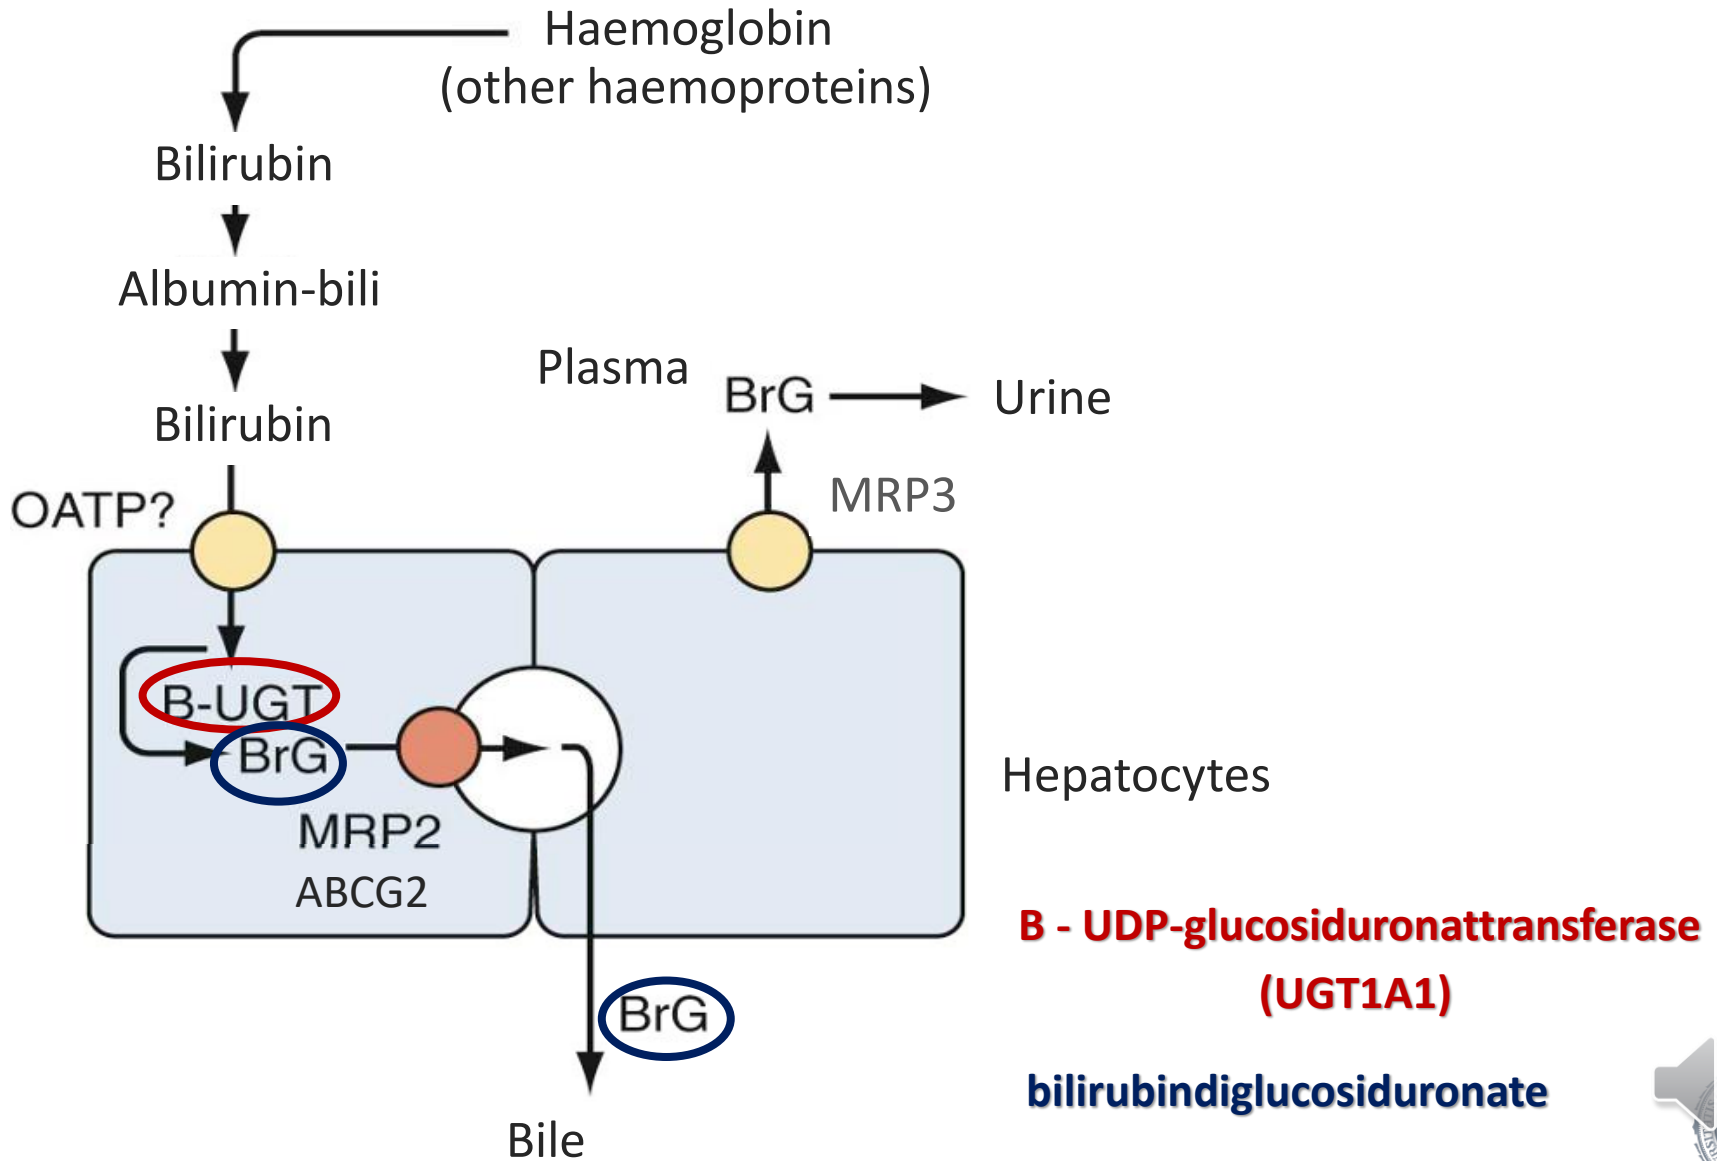 Haemoglobin
(other haemoproteins)
Bilirubin
Albumin-bili
Bilirubin
Plasma
BrG
Urine
OATP?
MRP3
B-UGT
BrG
MRP2
ABCG2
Hepatocytes
B - UDP-glucosiduronattransferase
(UGT1A1)
BrG
bilirubindiglucosiduronate
Bile